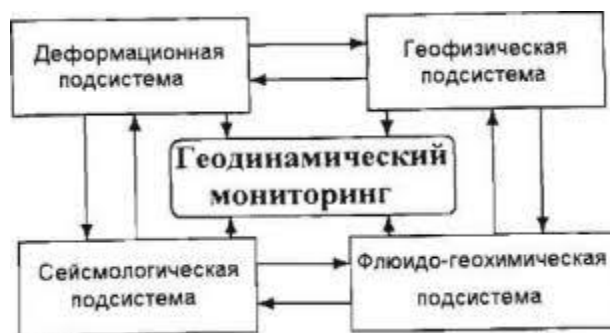 Деформационная
подсистема
Геофизическая
подсистема
Геодинамический
мониторинг
Сейсмологическая
подсистема
Флюидо-геохимическая
подсистема